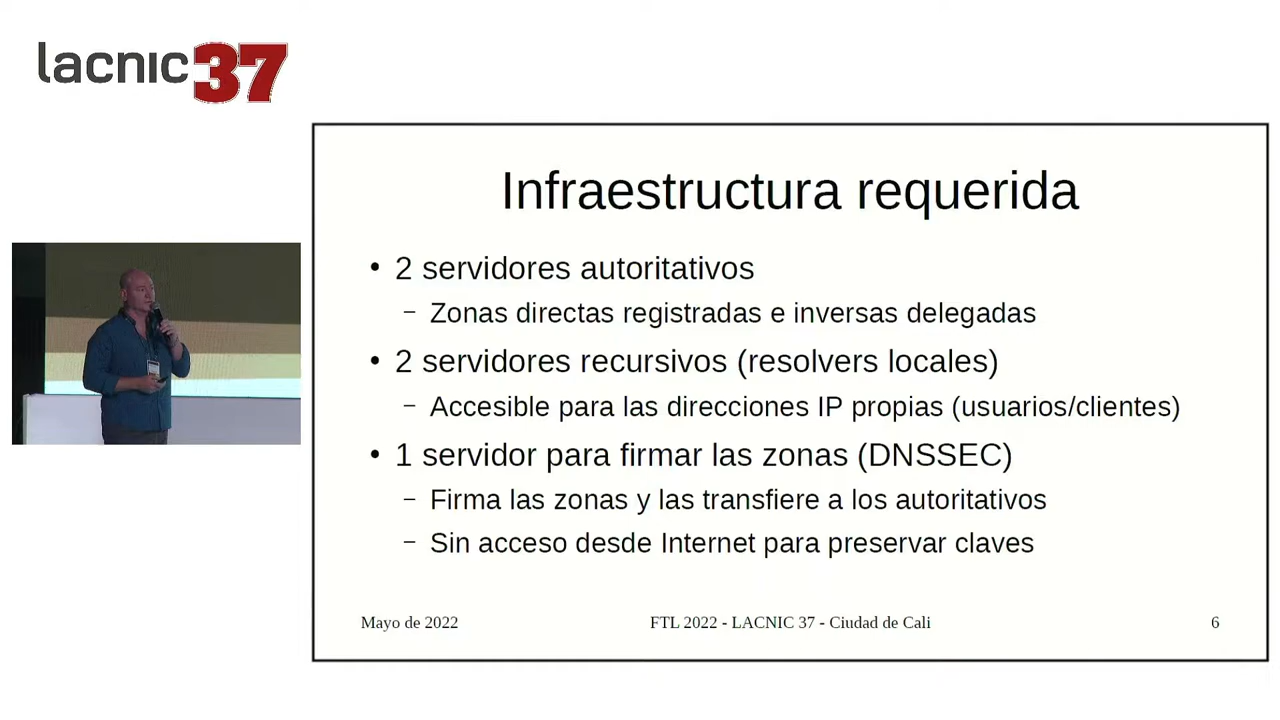 lacnic37
Infraestructura requerida
• 2 servidores autoritativos
– Zonas directas registradas e inversas delegadas
• 2 servidores recursivos (resolvers locales)
– Accesible para las direcciones IP propias (usuarios/clientes)
• 1 servidor para firmar las zonas (DNSSEC)
– Firma las zonas y las transfiere a los autoritativos
– Sin acceso desde Internet para preservar claves
Mayo de 2022 FTL 2022 - LACNIC 37 - Ciudad de Cali 6